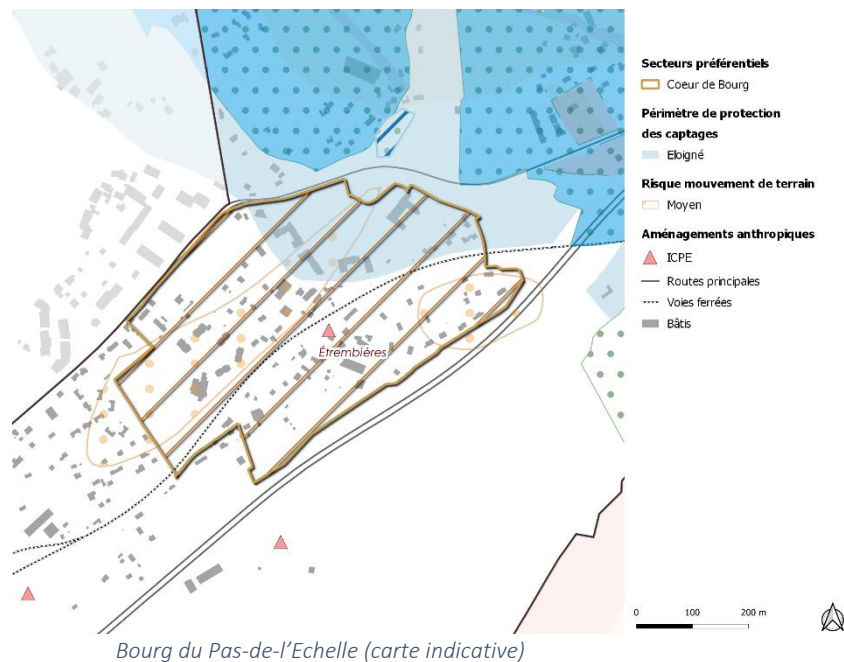 Secteurs préférentiels
Coeur de Bourg
Périmètre de protection
des captages
Eloigné
Risque mouvement de terrain
Moyen
Aménagements anthropiques
ICPE
Routes principales
Voies ferrées
Bâtis
Étrembières
0 100 200 m
Bourg du Pas-de-l'Echelle (carte indicative)